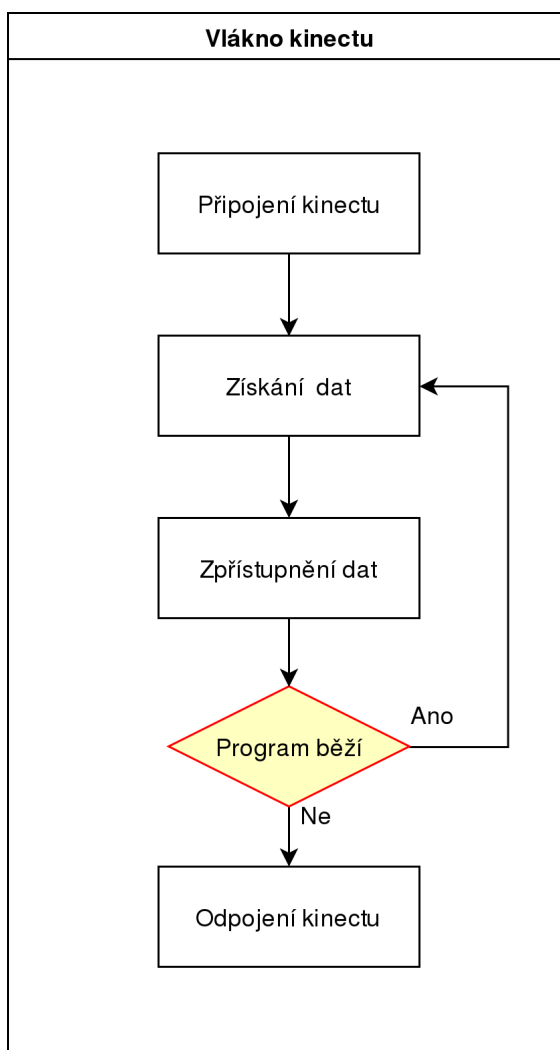 Vlákno kinectu
Připojení kinectu
Získání dat
Zpřístupnění dat
Ano
Program běží
Ne
Odpojení kinectu